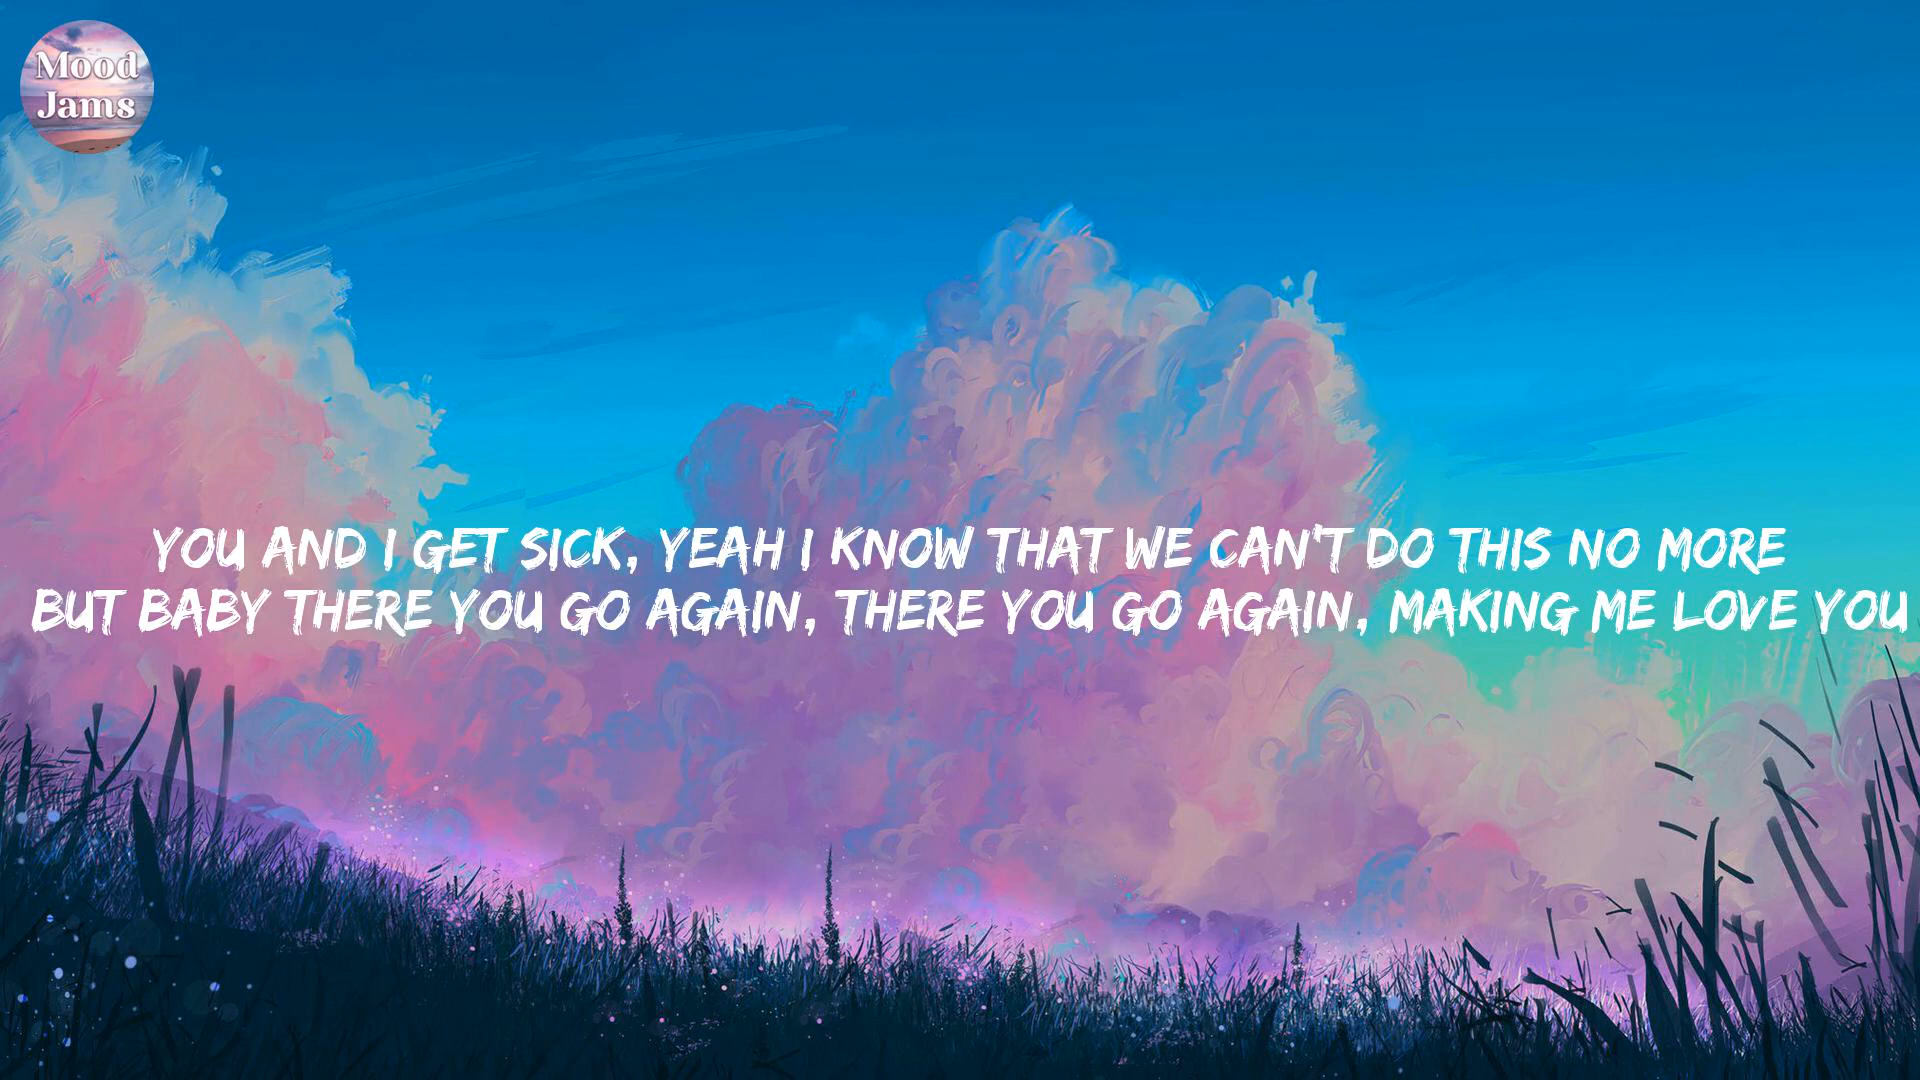 Mood
Jams
YOU AND I GET SICK, YEAH I KNOW THAT WE CAN'T DO THIS NO MORE
BUT BABY THERE YOU GO AGAIN, THERE YOU GO AGAIN, MAKING ME LOVE YOU